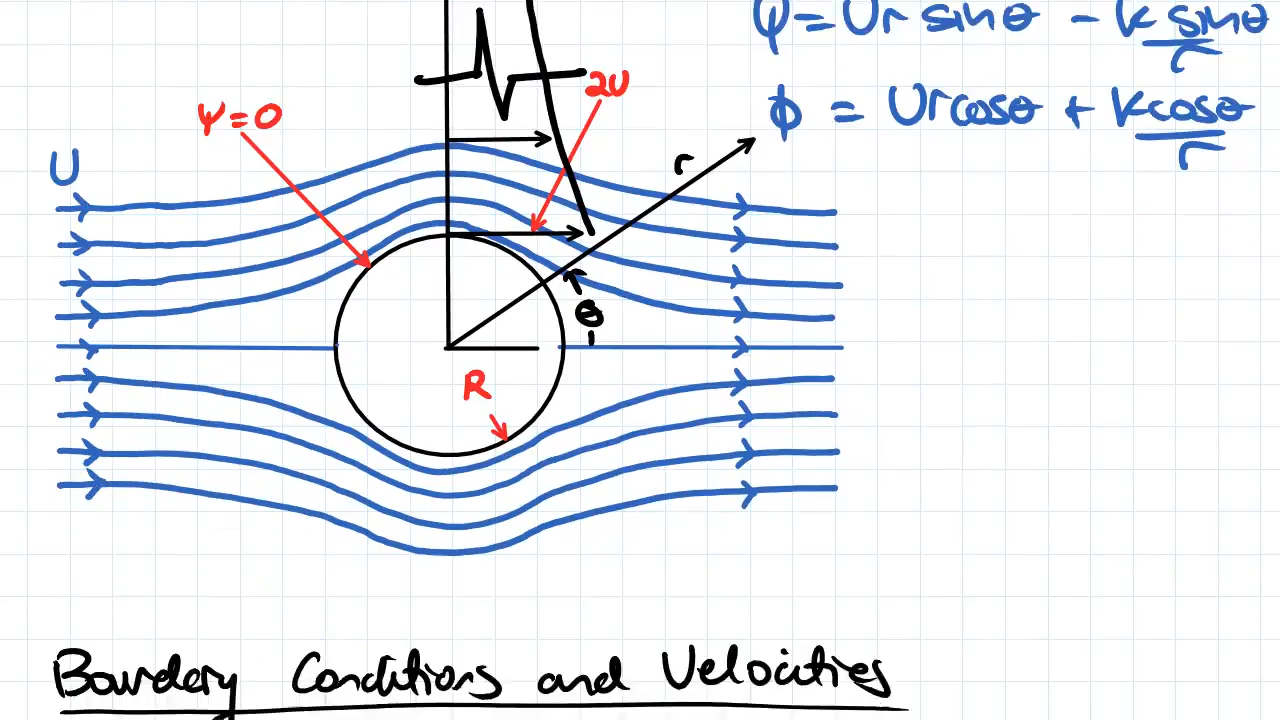 ψ = Ur sinθ - k sinθ/r
ϕ = Ur cosθ + k cosθ/r
2U
ψ = 0
r
U
θ
R
Boundary Conditions and Velocities